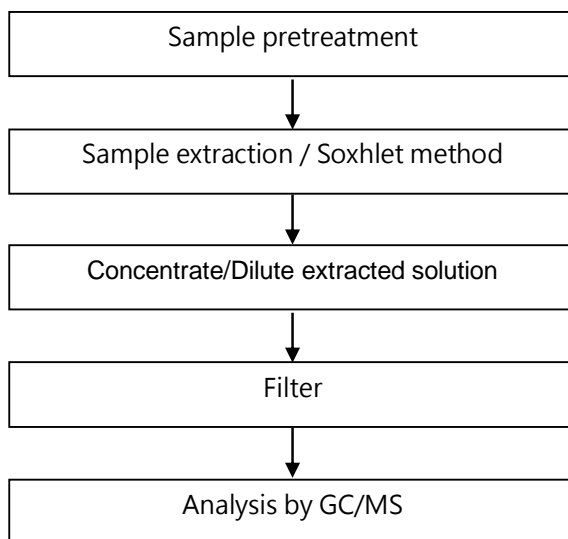 Sample pretreatment
Sample extraction / Soxhlet method
Concentrate/Dilute extracted solution
Filter
Analysis by GC/MS